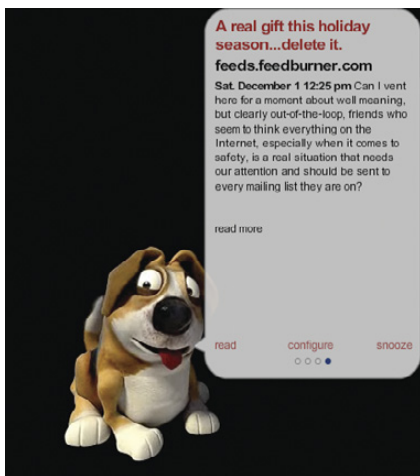 A real gift this holiday
season...delete it.
feeds.feedburner.com
Sat. December 1 12:25 pm Can I vent
here for a moment about well meaning,
but clearly out-of-the-loop, friends who
seem to think everything on the
Internet, especially when it comes to
safety, is a real situation that needs
our attention and should be sent to
every mailing list they are on?
read more
read configure snooze